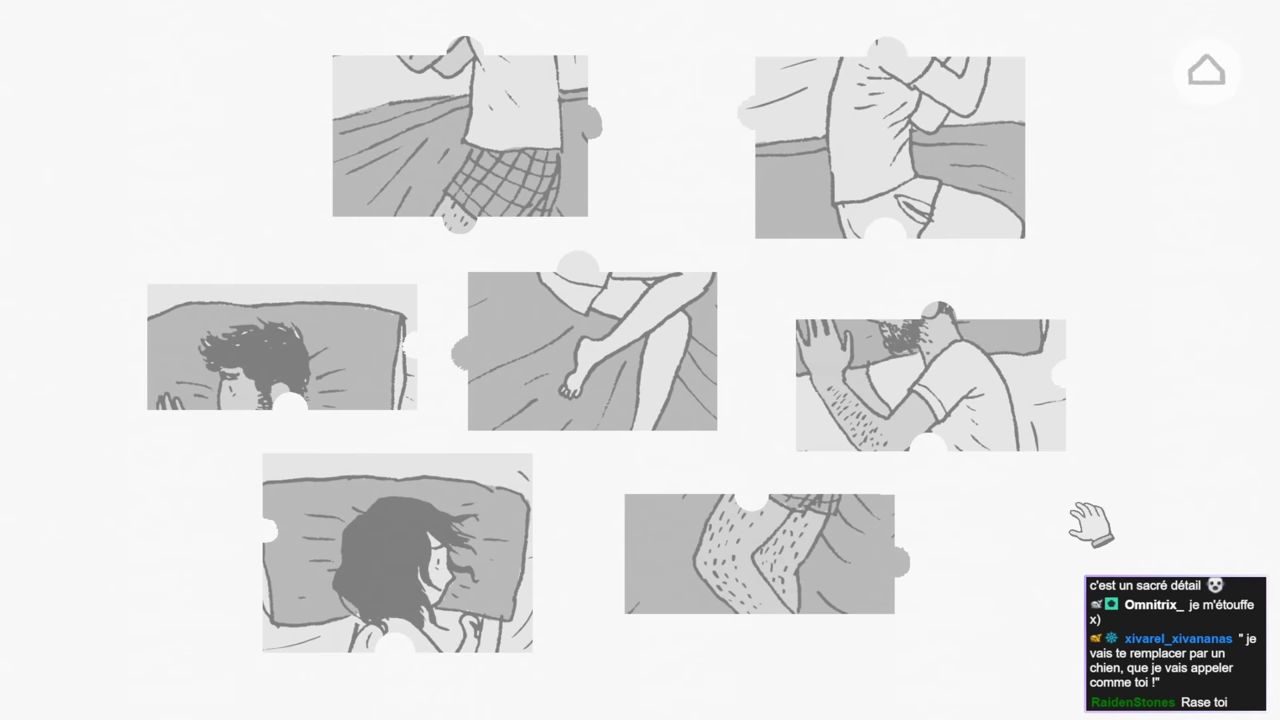 c'est un sacré détail
Omnitrix_ je m'étouffe
x)
xivarel_xivananas " je
vais te remplacer par un
chien, que je vais appeler
comme toi !"
RaidenStones Rase toi